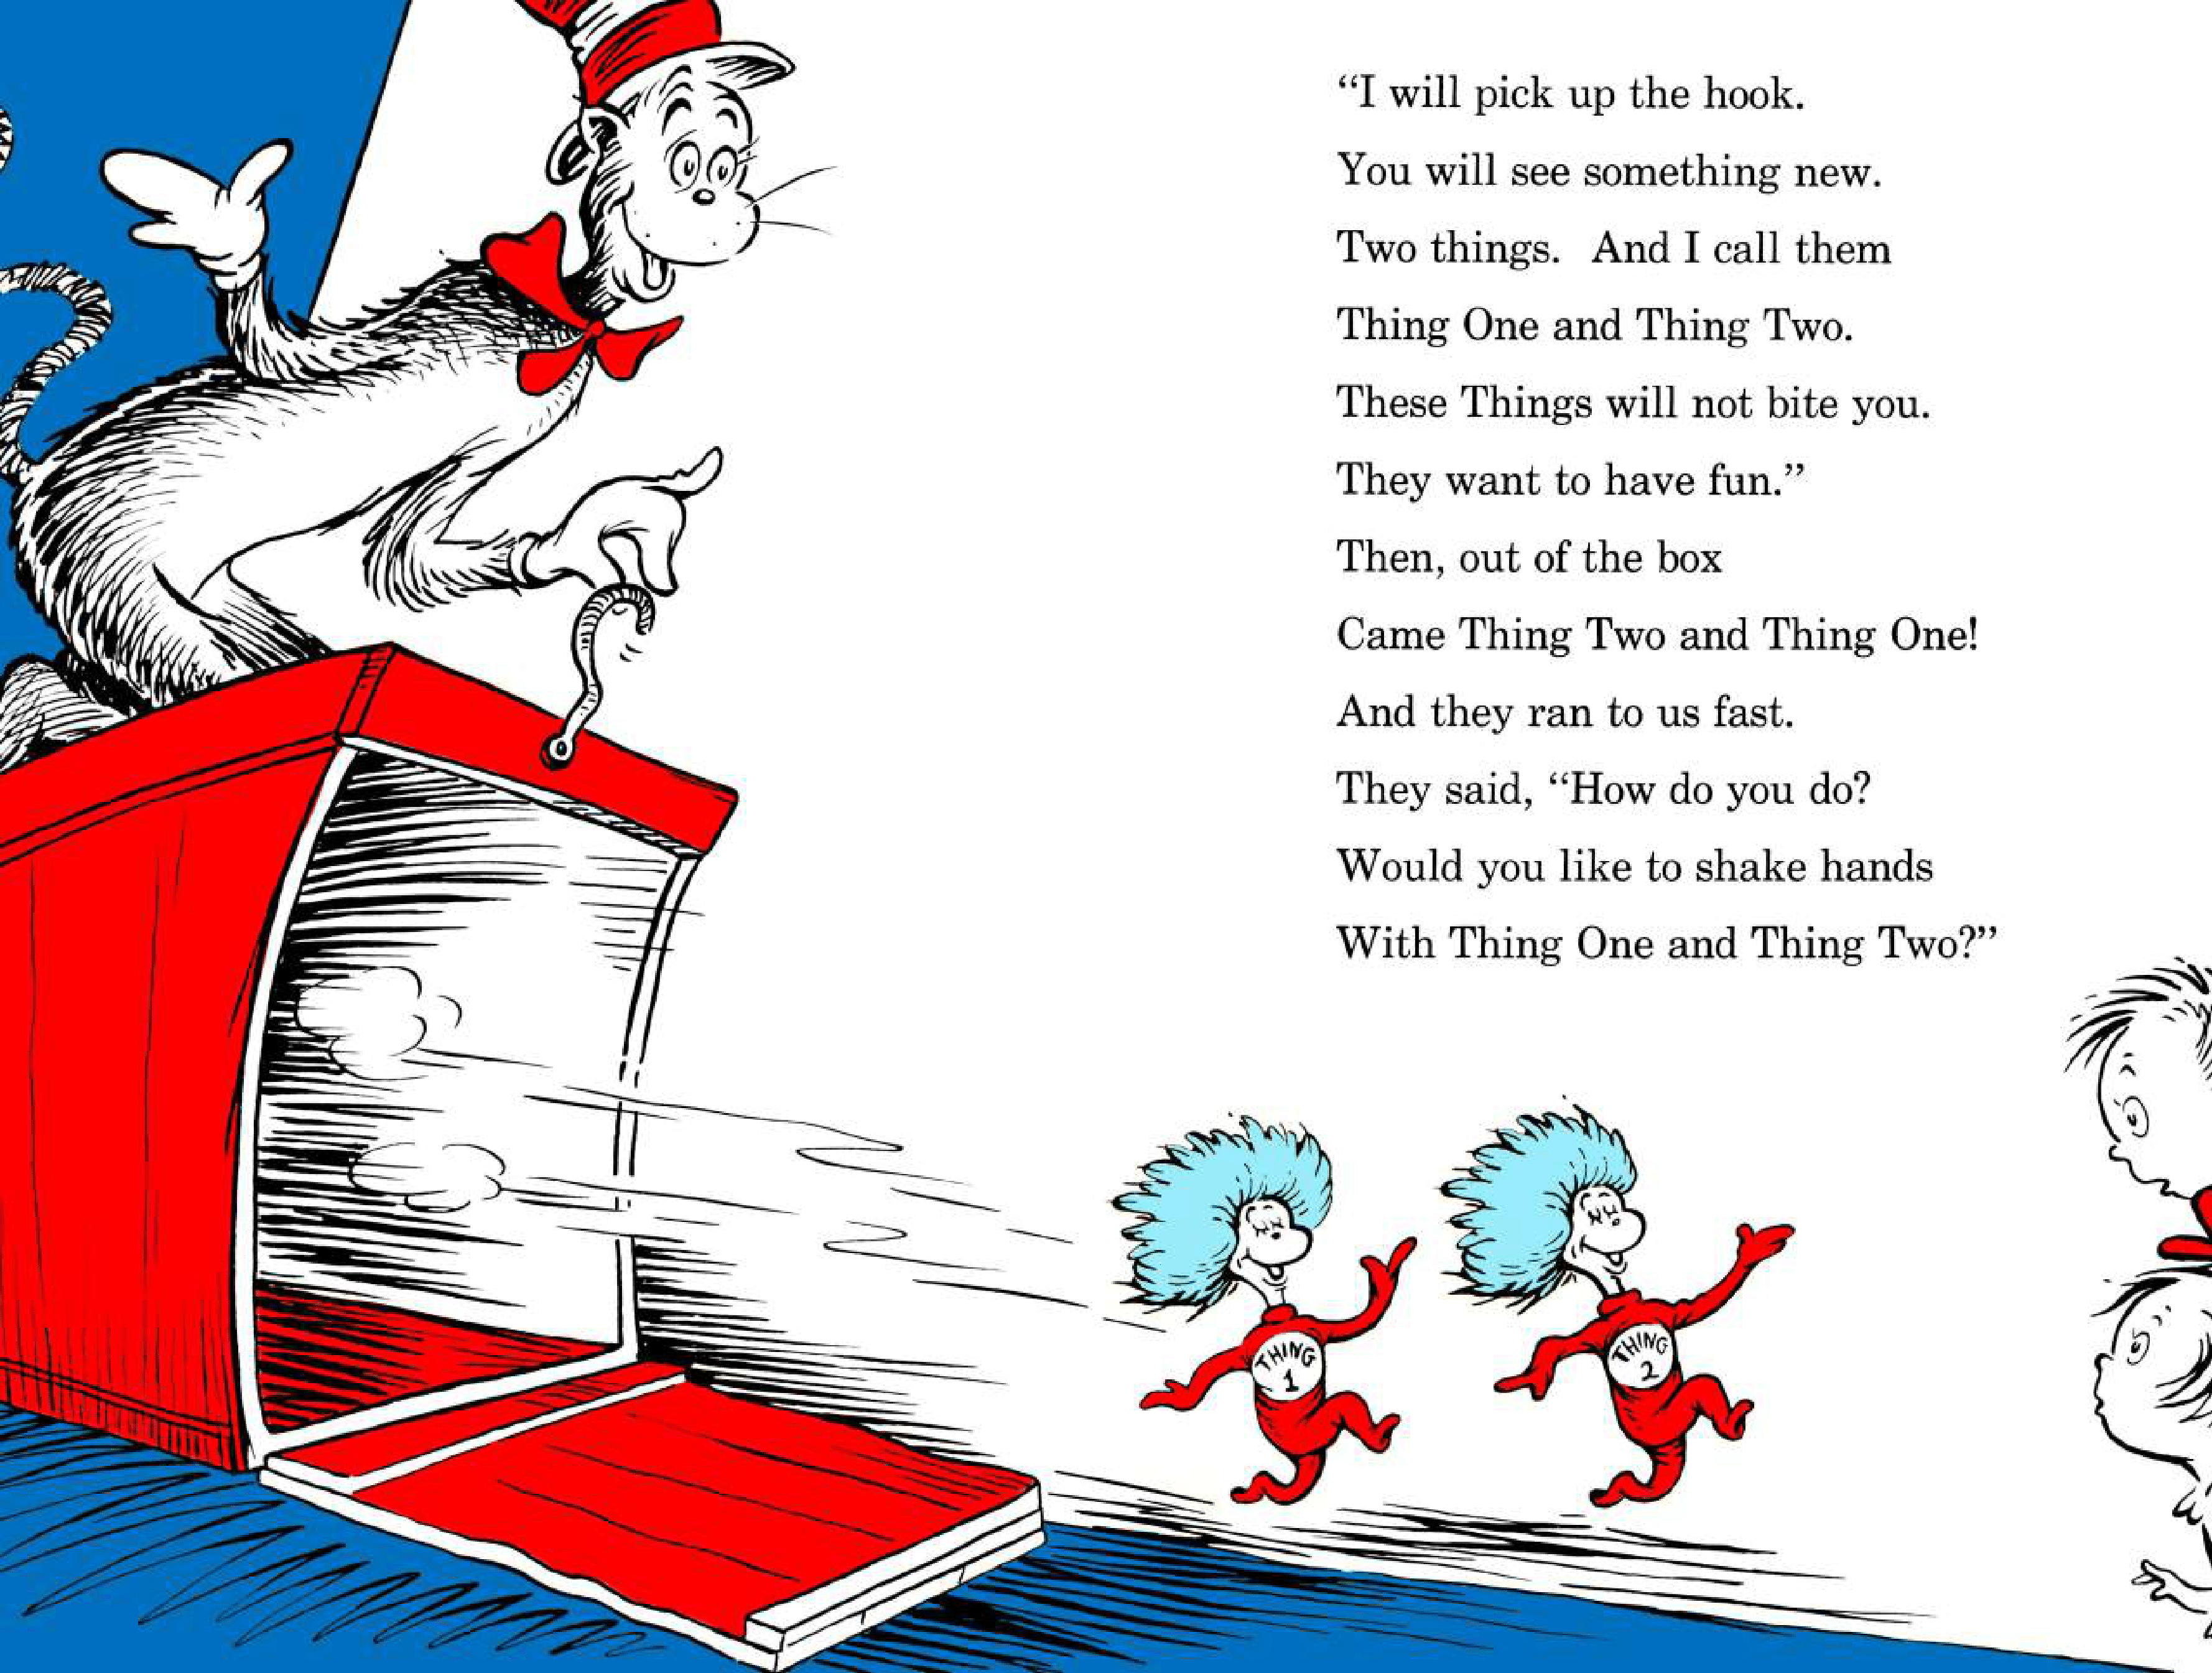 “I will pick up the hook.
You will see something new.
Two things. And I call them
Thing One and Thing Two.
These Things will not bite you.
They want to have fun.”
Then, out of the box
Came Thing Two and Thing One!
And they ran to us fast.
They said, “How do you do?
Would you like to shake hands
With Thing One and Thing Two?”
THING
1
THING
2